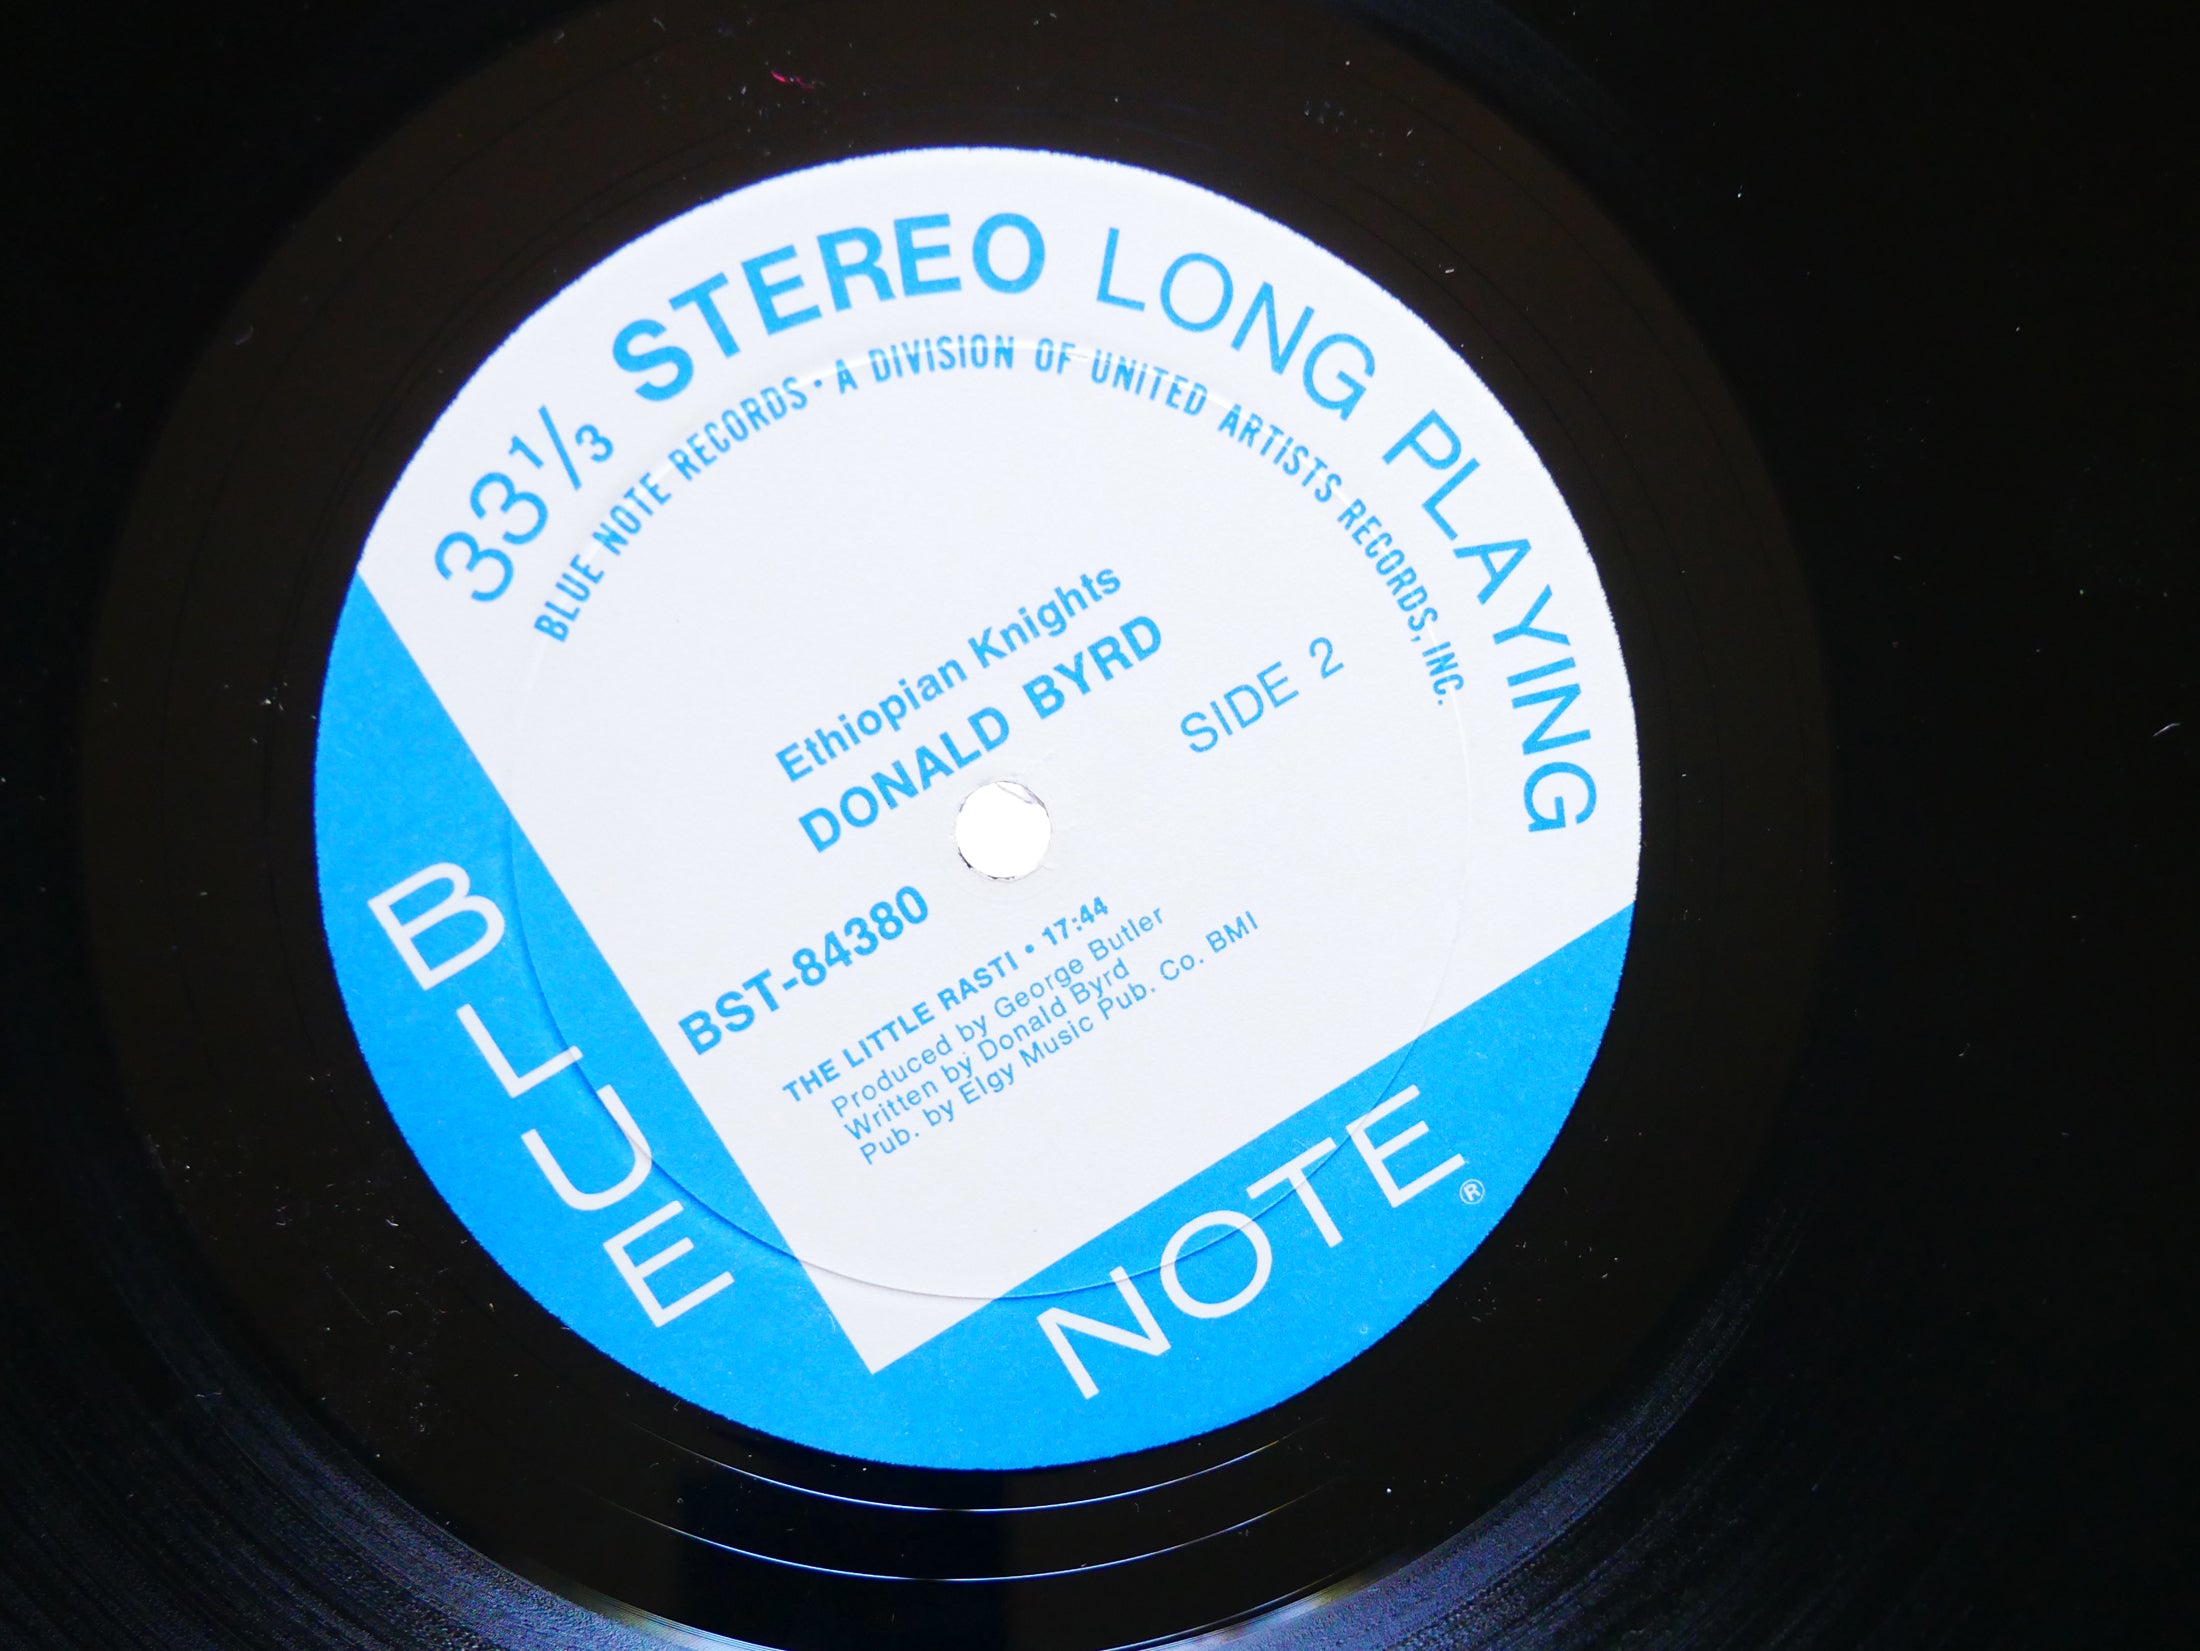 33 1/3 STEREO LONG PLAYING
BLUE NOTE RECORDS · A DIVISION OF UNITED ARTISTS RECORDS, INC.
Ethiopian Knights
DONALD BYRD
SIDE 2
BST-84380
THE LITTLE RASTI • 17:44
Produced by George Butler
Written by Donald Byrd
Pub. by Elgy Music Pub. Co. BMI
BLUE
NOTE®